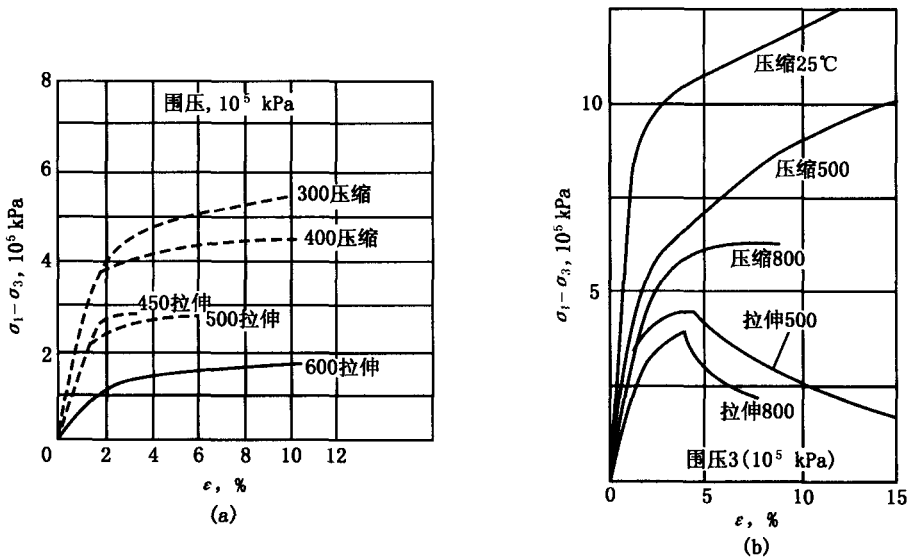 8
6
4
2
0
2
4
6
8
10
12
σ₁-σ₃, 10⁵ kPa
围压, 10⁵ kPa
300压缩
400压缩
450拉伸
500拉伸
600拉伸
ε, %
(a)
10
5
0
5
10
15
σ₁-σ₃, 10⁵ kPa
压缩25℃
压缩500
压缩800
拉伸500
拉伸800
围压3(10⁵ kPa)
ε, %
(b)